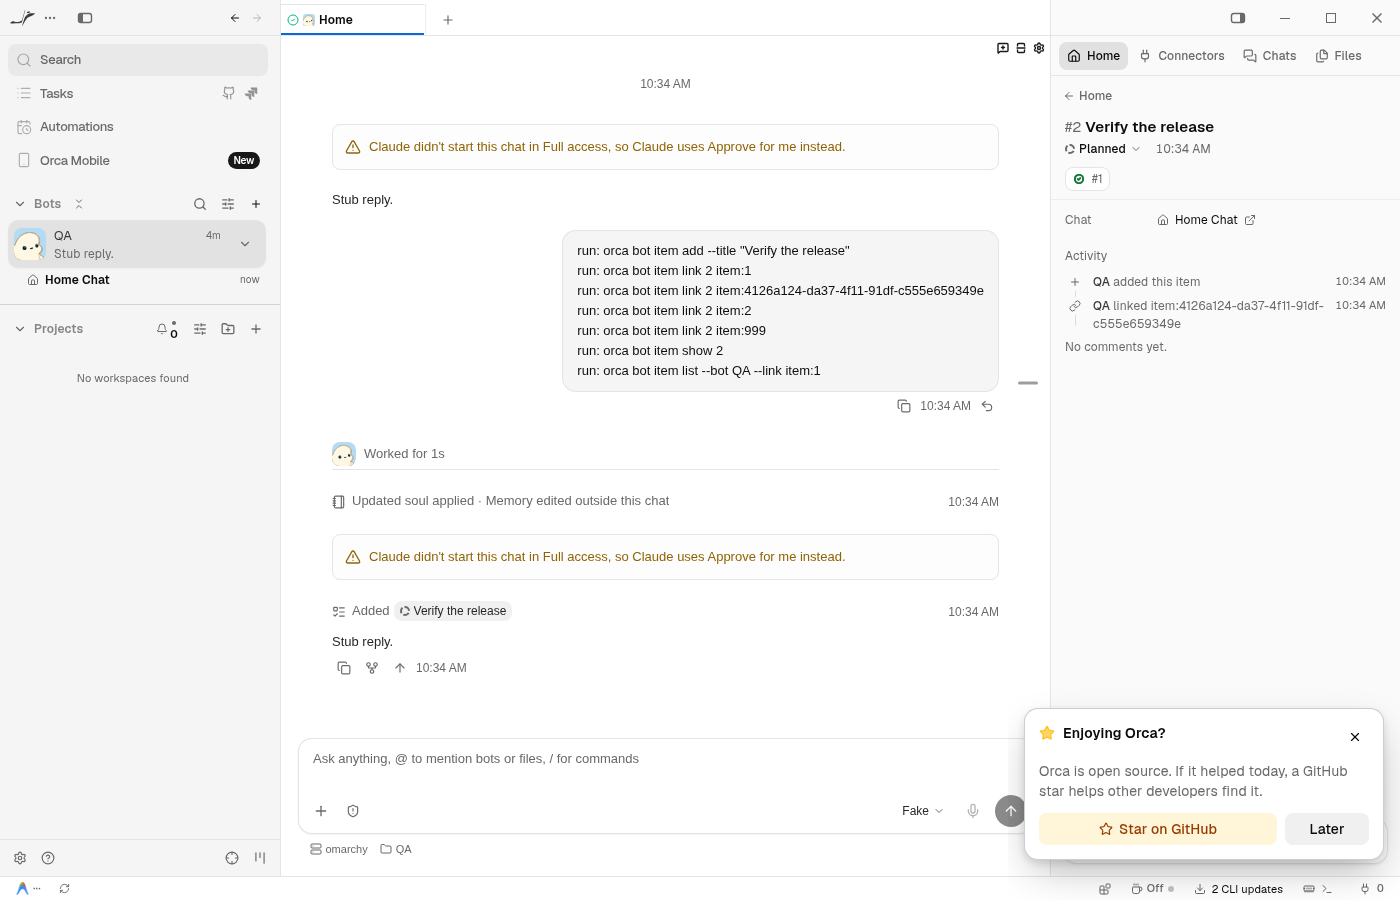 Home
Search
Tasks
Automations
Orca Mobile
New
Bots
QA
4m
Stub reply.
Home Chat
now
Projects
0
No workspaces found
10:34 AM
Claude didn't start this chat in Full access, so Claude uses Approve for me instead.
Stub reply.
run: orca bot item add --title "Verify the release"
run: orca bot item link 2 item:1
run: orca bot item link 2 item:4126a124-da37-4f11-91df-c555e659349e
run: orca bot item link 2 item:2
run: orca bot item link 2 item:999
run: orca bot item show 2
run: orca bot item list --bot QA --link item:1
10:34 AM
Worked for 1s
Updated soul applied · Memory edited outside this chat
10:34 AM
Claude didn't start this chat in Full access, so Claude uses Approve for me instead.
Added Verify the release
10:34 AM
Stub reply.
10:34 AM
Ask anything, @ to mention bots or files, / for commands
Fake
omarchy QA
Home Connectors Chats Files
Home
#2 Verify the release
Planned 10:34 AM
#1
Chat Home Chat
Activity
QA added this item 10:34 AM
QA linked item:4126a124-da37-4f11-91df- 10:34 AM
c555e659349e
No comments yet.
Enjoying Orca?
Orca is open source. If it helped today, a GitHub
star helps other developers find it.
Star on GitHub
Later
Off
2 CLI updates
0